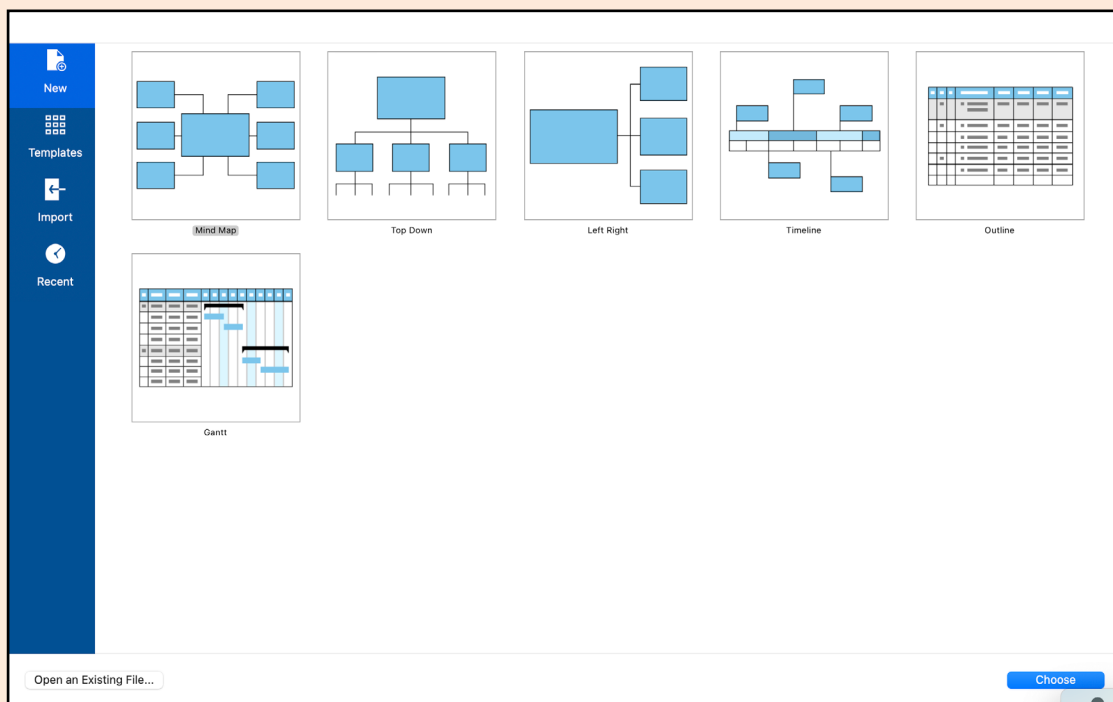 New
Templates
Import
Recent
Mind Map
Top Down
Left Right
Timeline
Outline
Gantt
Open an Existing File...
Choose